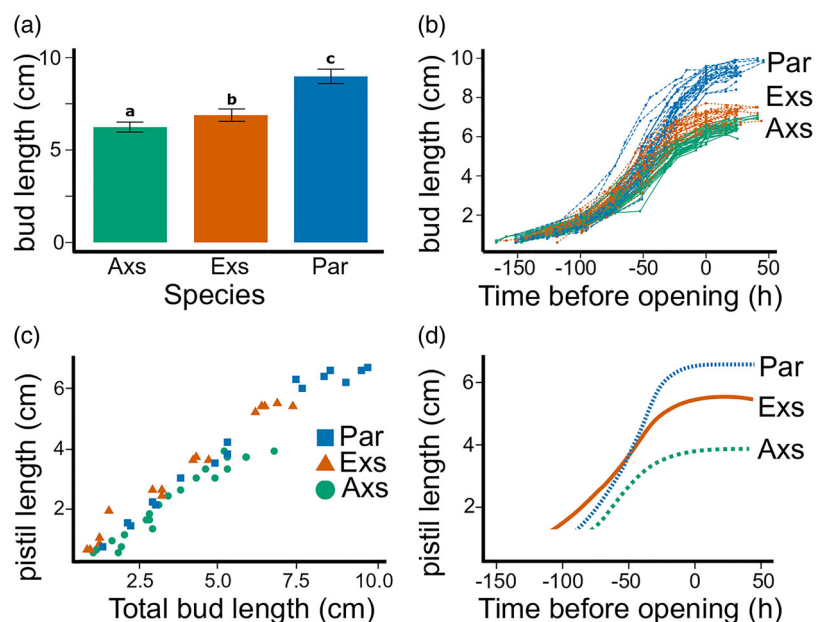 (a)
bud length (cm)
10
5
0
a
b
c
Axs
Exs
Par
Species
(b)
bud length (cm)
10
8
6
4
2
Par
Exs
Axs
-150
-100
-50
0
50
Time before opening (h)
(c)
pistil length (cm)
6
4
2
Par
Exs
Axs
2.5
5.0
7.5
10.0
Total bud length (cm)
(d)
pistil length (cm)
6
4
2
Par
Exs
Axs
-150
-100
-50
0
50
Time before opening (h)